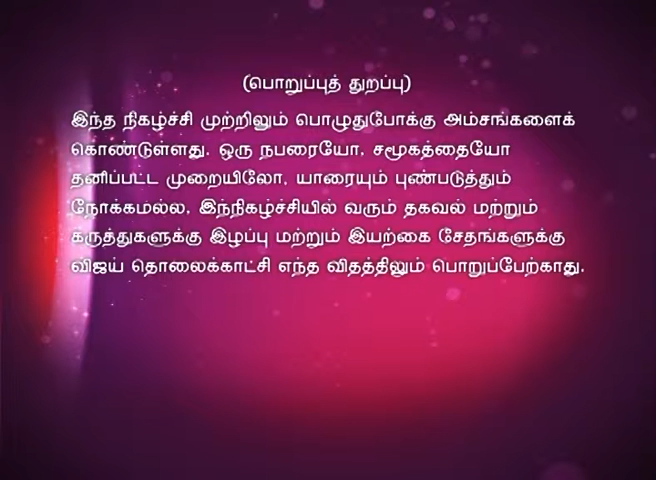 (பொறுப்புத் துறப்பு)
இந்த நிகழ்ச்சி முற்றிலும் பொழுதுபோக்கு அம்சங்களைக்
கொண்டுள்ளது. ஒரு நபரையோ, சமூகத்தையோ
தனிப்பட்ட முறையிலோ, யாரையும் புண்படுத்தும்
நோக்கமல்ல, இந்நிகழ்ச்சியில் வரும் தகவல் மற்றும்
கருத்துகளுக்கு இழப்பு மற்றும் இயற்கை சேதங்களுக்கு
விஜய் தொலைக்காட்சி எந்த விதத்திலும் பொறுப்பேற்காது.